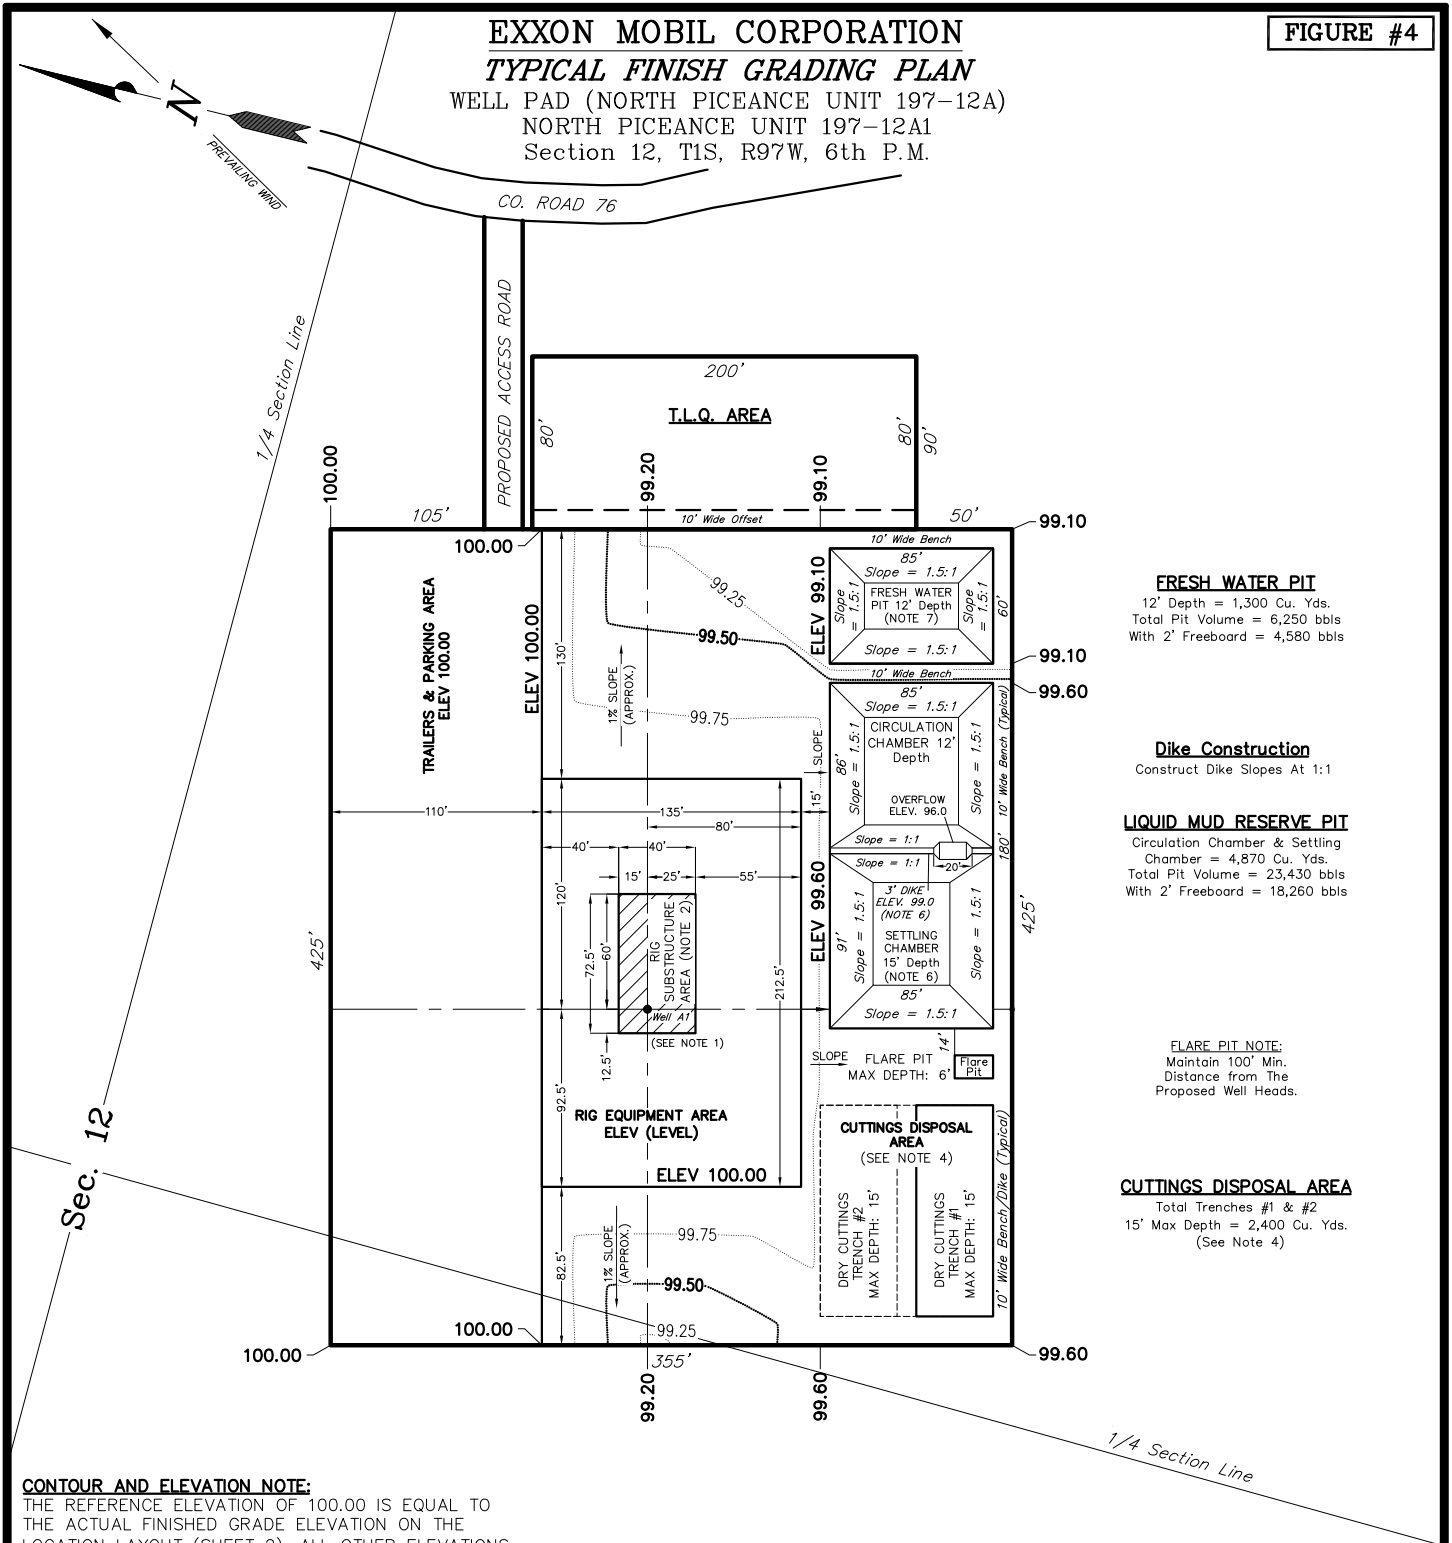 EXXON MOBIL CORPORATION
TYPICAL FINISH GRADING PLAN
WELL PAD (NORTH PICEANCE UNIT 197-12A)
NORTH PICEANCE UNIT 197-12A1
Section 12, T1S, R97W, 6th P.M.
FIGURE #4
N
PREVAILING WIND
CO. ROAD 76
1/4 Section Line
PROPOSED ACCESS ROAD
200'
T.L.Q. AREA
80'
80'
90'
100.00
99.20
99.10
105'
10' Wide Offset
50'
99.10
100.00
10' Wide Bench
TRAILERS & PARKING AREA
ELEV 100.00
ELEV 100.00
130'
99.25
99.50
99.75
1% SLOPE
(APPROX.)
ELEV 99.10
85'
Slope = 1.5:1
Slope
= 1.5:1
FRESH WATER
PIT 12' Depth
(NOTE 7)
Slope
= 1.5:1
60'
Slope = 1.5:1
99.10
10' Wide Bench
99.60
FRESH WATER PIT
12' Depth = 1,300 Cu. Yds.
Total Pit Volume = 6,250 bbls
With 2' Freeboard = 4,580 bbls
85'
Slope = 1.5:1
CIRCULATION
CHAMBER 12'
Depth
86'
Slope = 1.5:1
Slope = 1.5:1
10' Wide Bench (Typical)
SLOPE
OVERFLOW
ELEV. 96.0
Slope = 1:1
Slope = 1:1
20'
180'
Dike Construction
Construct Dike Slopes At 1:1
LIQUID MUD RESERVE PIT
Circulation Chamber & Settling
Chamber = 4,870 Cu. Yds.
Total Pit Volume = 23,430 bbls
With 2' Freeboard = 18,260 bbls
110'
135'
15'
80'
40'
40'
15'
25'
55'
120'
72.5'
60'
RIG
SUBSTRUCTURE
AREA (NOTE 2)
212.5'
ELEV 99.60
3' DIKE
ELEV. 99.0
(NOTE 6)
SETTLING
CHAMBER
15' Depth
(NOTE 6)
91'
Slope = 1.5:1
Slope = 1.5:1
85'
Slope = 1.5:1
425'
425'
Well A1
(SEE NOTE 1)
12.5'
92.5'
SLOPE
FLARE PIT
MAX DEPTH: 6'
14'
Flare
Pit
FLARE PIT NOTE:
Maintain 100' Min.
Distance from The
Proposed Well Heads.
RIG EQUIPMENT AREA
ELEV (LEVEL)
ELEV 100.00
CUTTINGS DISPOSAL
AREA
(SEE NOTE 4)
DRY CUTTINGS
TRENCH #2
MAX DEPTH: 15'
DRY CUTTINGS
TRENCH #1
MAX DEPTH: 15'
10' Wide Bench/Dike (Typical)
CUTTINGS DISPOSAL AREA
Total Trenches #1 & #2
15' Max Depth = 2,400 Cu. Yds.
(See Note 4)
Sec. 12
82.5'
1% SLOPE
(APPROX.)
99.75
99.50
99.25
100.00
100.00
355'
99.20
99.60
99.60
1/4 Section Line
CONTOUR AND ELEVATION NOTE:
THE REFERENCE ELEVATION OF 100.00 IS EQUAL TO
THE ACTUAL FINISHED GRADE ELEVATION ON THE
LOCATION LAYOUT (SHEET 2). ALL OTHER ELEVATIONS